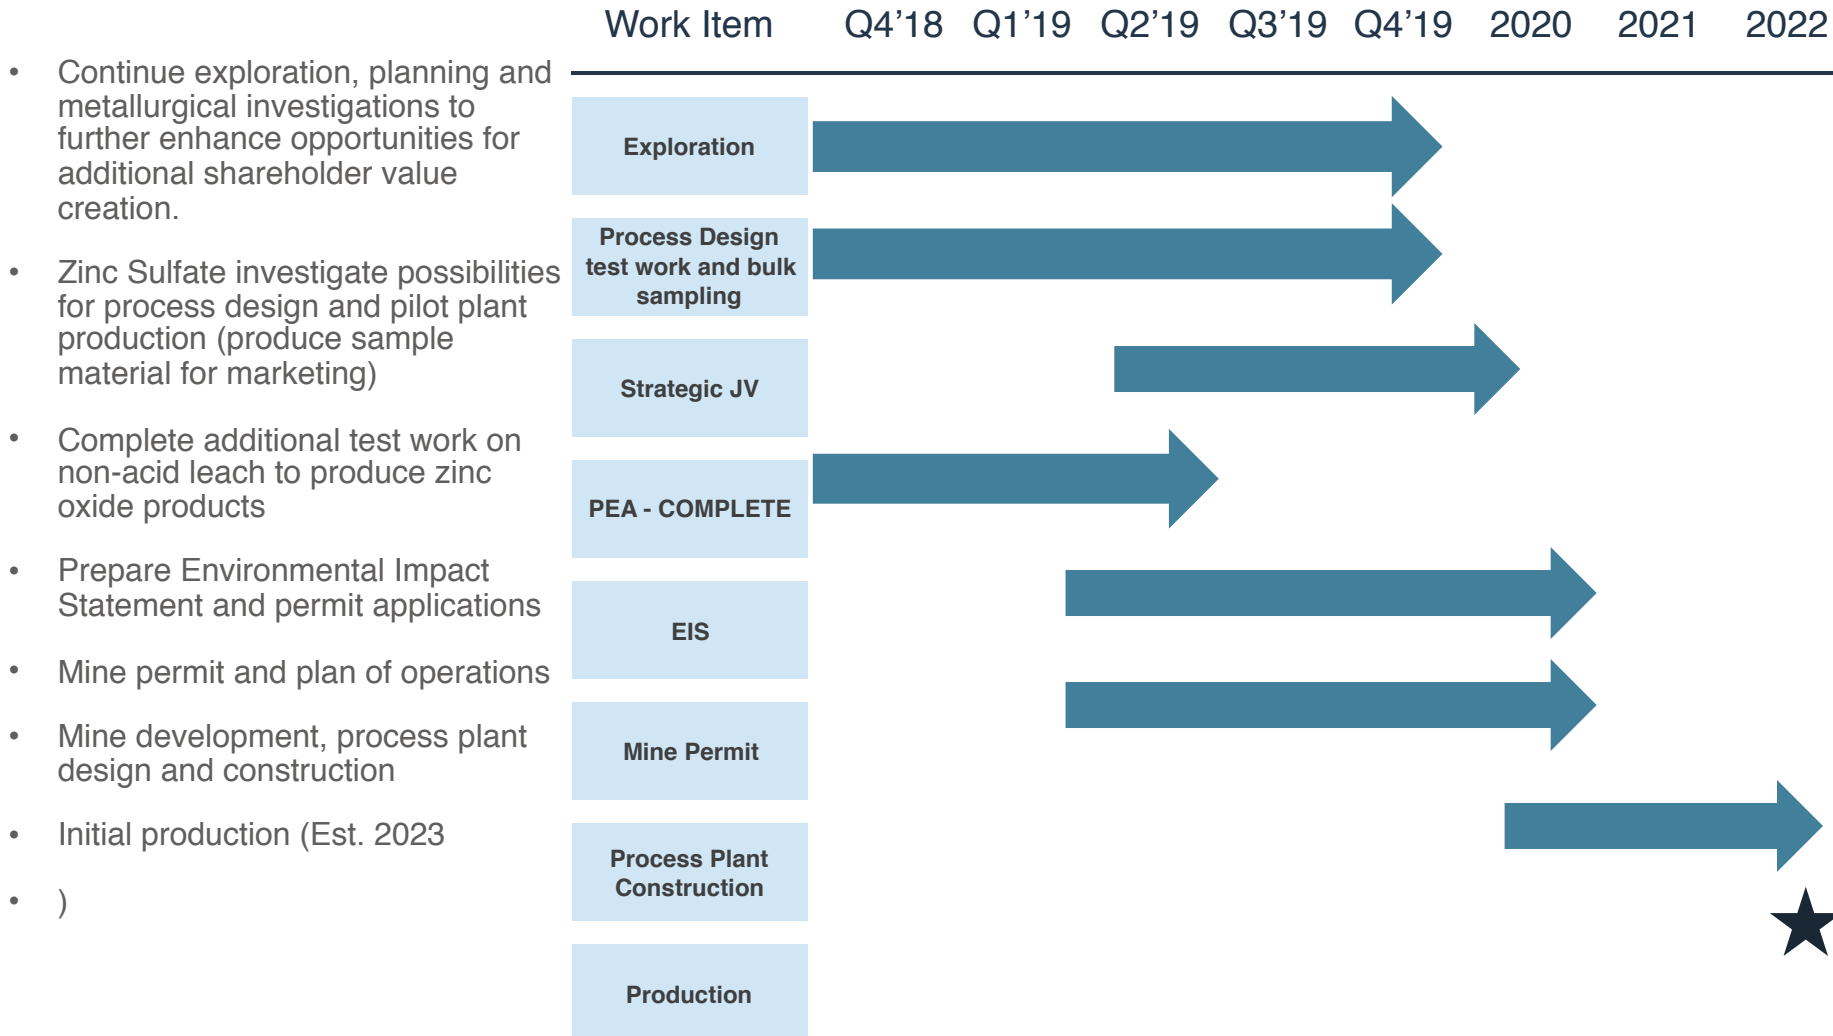 Work Item Q4’18 Q1’19 Q2’19 Q3’19 Q4’19 2020 2021 2022
• Continue exploration, planning and
metallurgical investigations to
further enhance opportunities for
additional shareholder value
creation.
• Zinc Sulfate investigate possibilities
for process design and pilot plant
production (produce sample
material for marketing)
• Complete additional test work on
non-acid leach to produce zinc
oxide products
• Prepare Environmental Impact
Statement and permit applications
• Mine permit and plan of operations
• Mine development, process plant
design and construction
• Initial production (Est. 2023
• )
Exploration
Process Design
test work and bulk
sampling
Strategic JV
PEA - COMPLETE
EIS
Mine Permit
Process Plant
Construction
Production